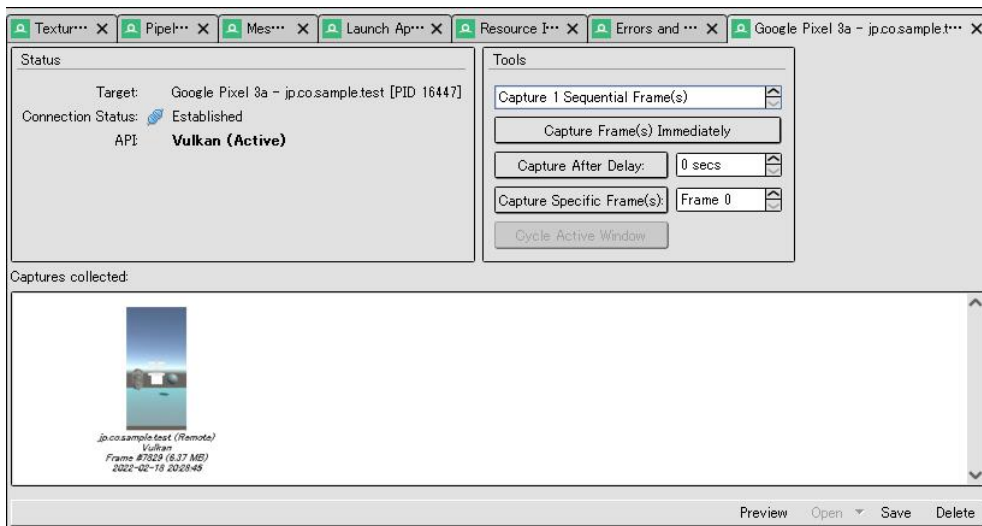 Textur… Pipel… Mes… Launch Ap… Resource I… Errors and … Google Pixel 3a - jp.co.sample.t…
Status
Target: Google Pixel 3a - jp.co.sample.test [PID 16447]
Connection Status: Established
API: Vulkan (Active)
Tools
Capture 1 Sequential Frame(s)
Capture Frame(s) Immediately
Capture After Delay: 0 secs
Capture Specific Frame(s): Frame 0
Cycle Active Window
Captures collected:
jp.co.sample.test (Remote)
Vulkan
Frame #7829 (6.37 MB)
2022-02-18 20:28:45
Preview Open Save Delete